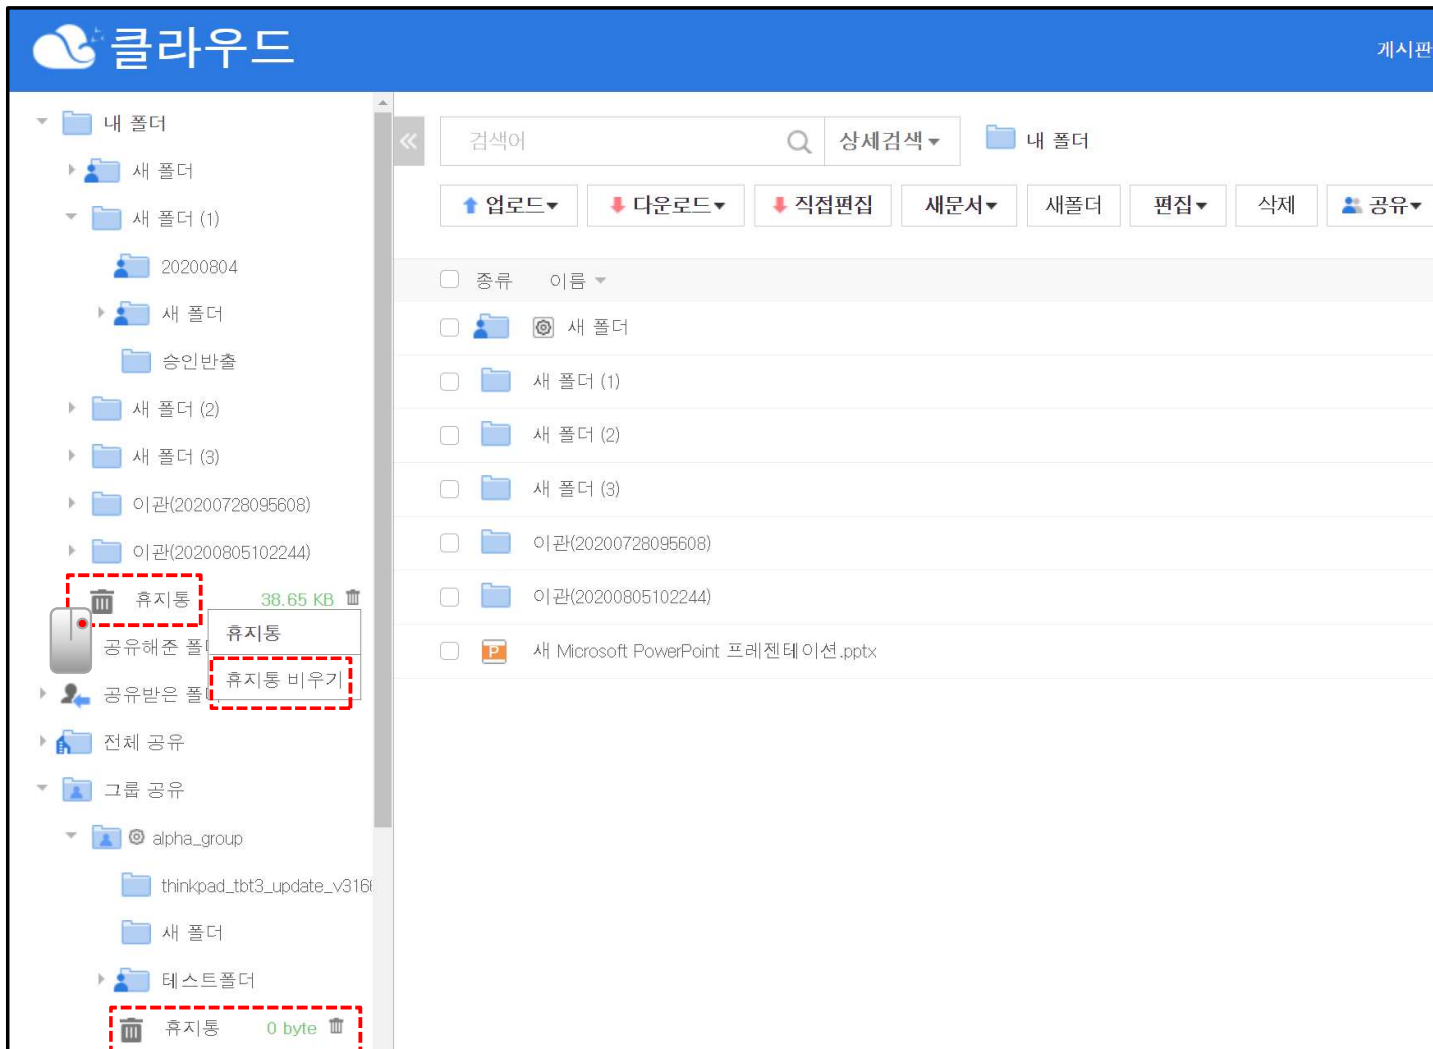 클라우드
게시판
내 폴더
새 폴더
새 폴더 (1)
20200804
새 폴더
승인반출
새 폴더 (2)
새 폴더 (3)
이관(20200728095608)
이관(20200805102244)
휴지통 38.65 KB
휴지통
휴지통 비우기
공유해준
공유받은
전체 공유
그룹 공유
alpha_group
thinkpad_tbt3_update_v316
새 폴더
테스트폴더
휴지통 0 byte
검색어 상세검색 내 폴더
업로드 다운로드 직접편집 새문서 새폴더 편집 삭제 공유
종류 이름
새 폴더
새 폴더 (1)
새 폴더 (2)
새 폴더 (3)
이관(20200728095608)
이관(20200805102244)
P 새 Microsoft PowerPoint 프레젠테이션.pptx